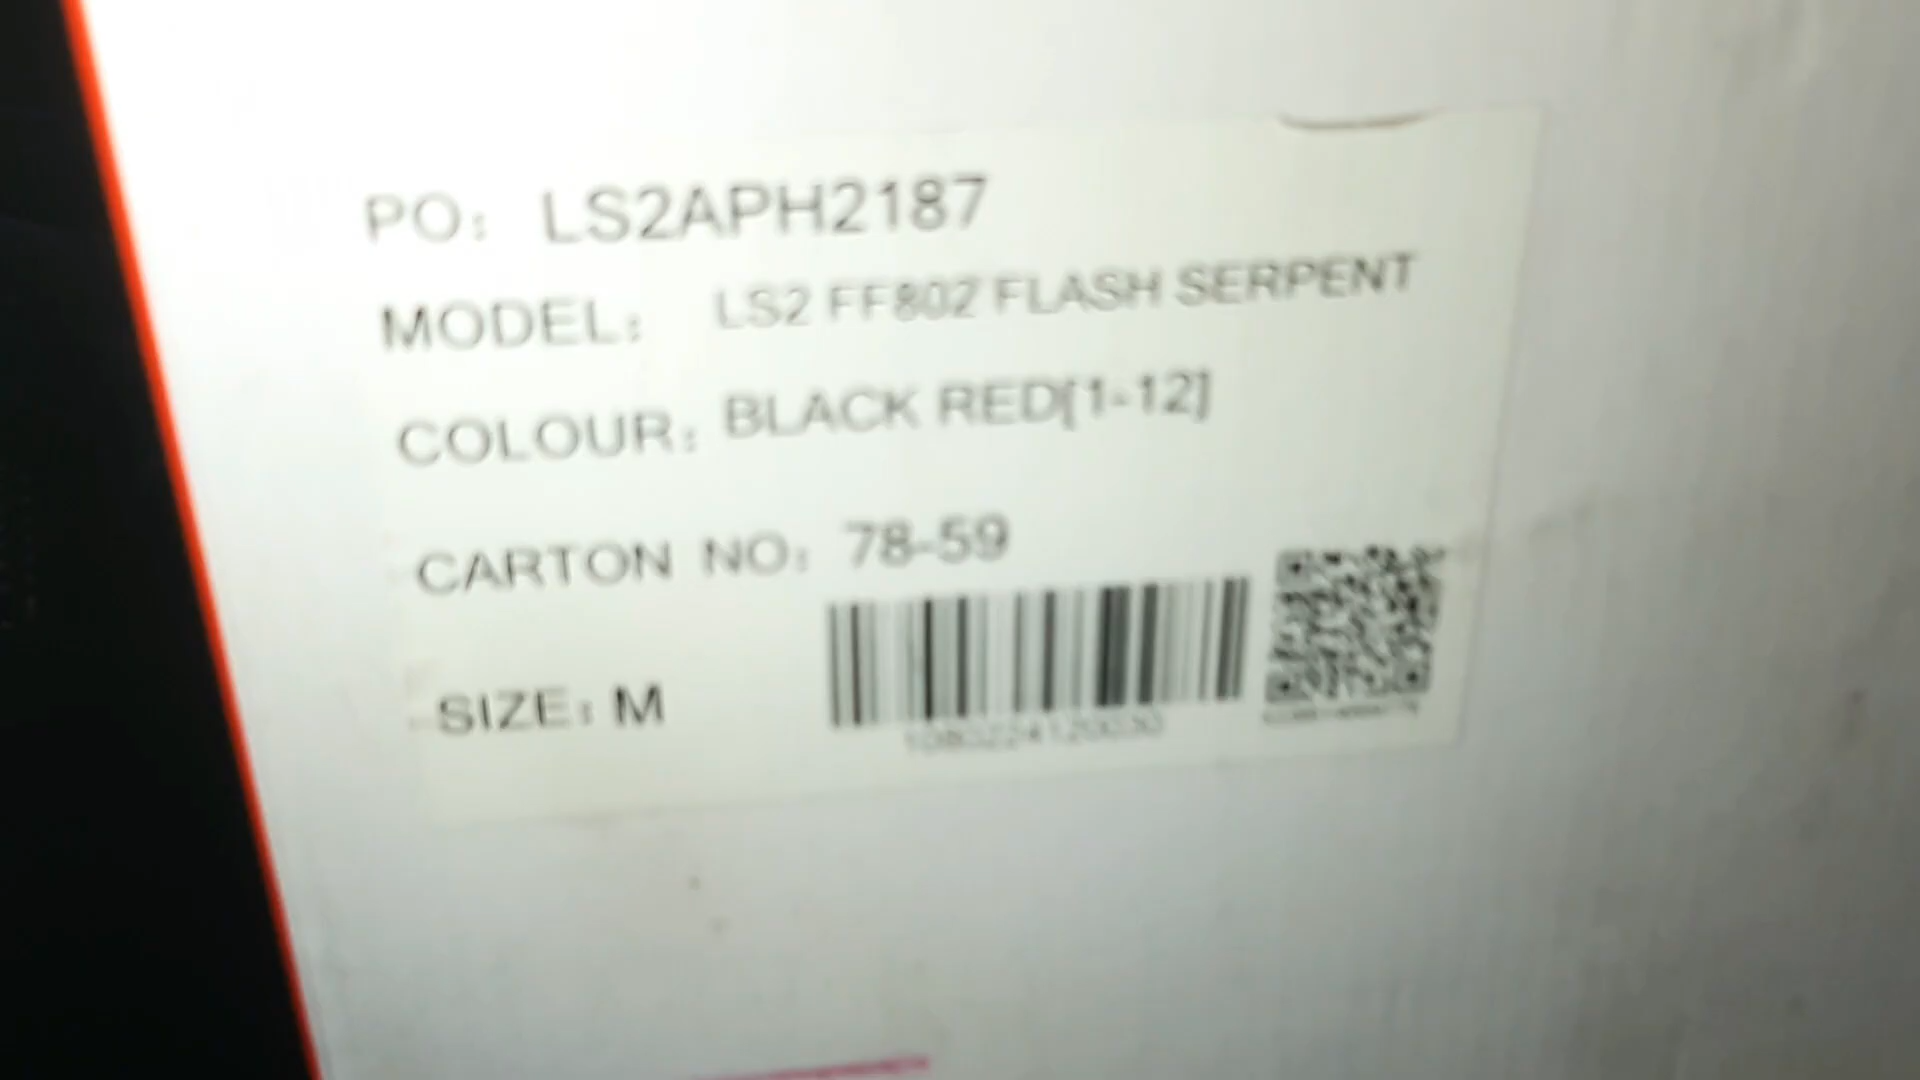 PO: LS2APH2187
MODEL: LS2 FF802 FLASH SERPENT
COLOUR: BLACK RED[1-12]
CARTON NO: 78-59
SIZE: M